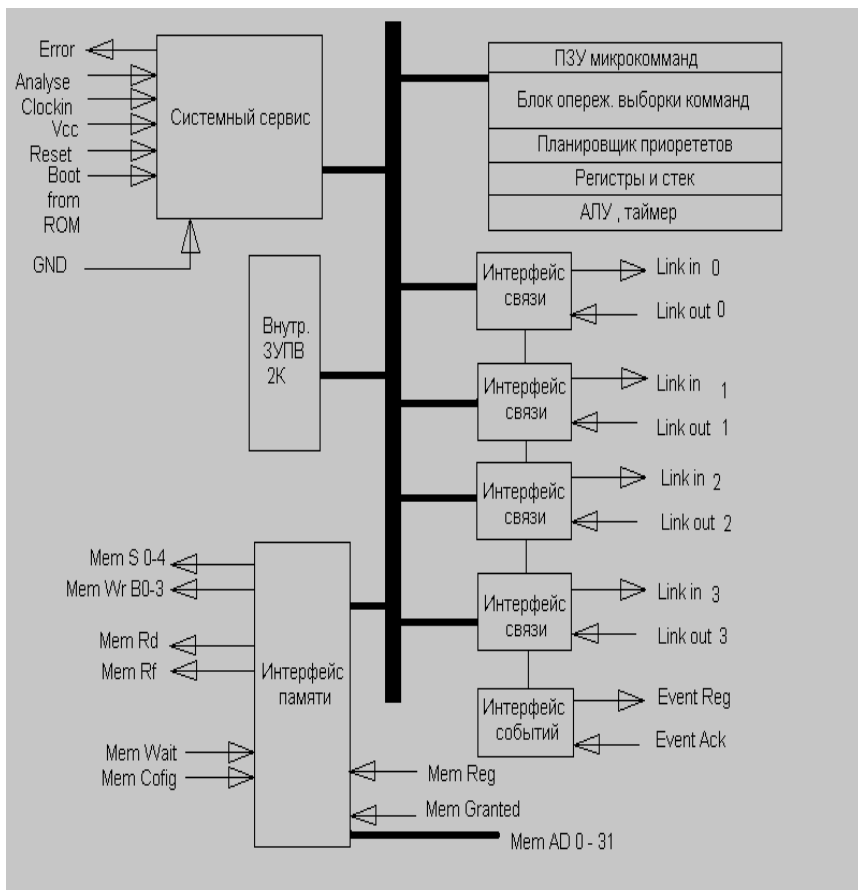 Error
Analyse
Clockin
Vcc
Reset
Boot
from
ROM
GND
Системный сервис
ПЗУ микрокомманд
Блок опереж. выборки комманд
Планировщик приорететов
Регистры и стек
АЛУ , таймер
Внутр.
ЗУПВ
2К
Интерфейс
связи
Link in 0
Link out 0
Интерфейс
связи
Link in 1
Link out 1
Интерфейс
связи
Link in 2
Link out 2
Интерфейс
связи
Link in 3
Link out 3
Интерфейс
событий
Event Reg
Event Ack
Mem S 0-4
Mem Wr B0-3
Mem Rd
Mem Rf
Интерфейс
памяти
Mem Wait
Mem Cofig
Mem Reg
Mem Granted
Mem AD 0 - 31